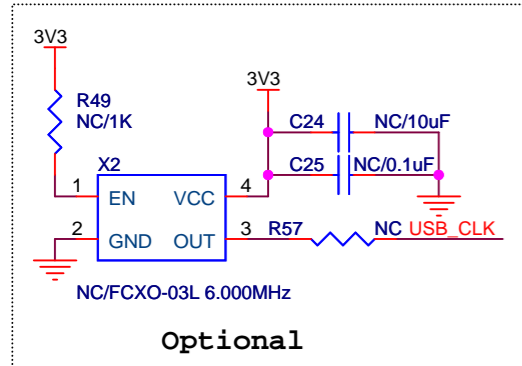 3V3
R49
NC/1K
3V3
C24 NC/10uF
C25 NC/0.1uF
X2
1 EN VCC 4
2 GND OUT 3 R57 NC USB_CLK
NC/FCXO-03L 6.000MHz
Optional